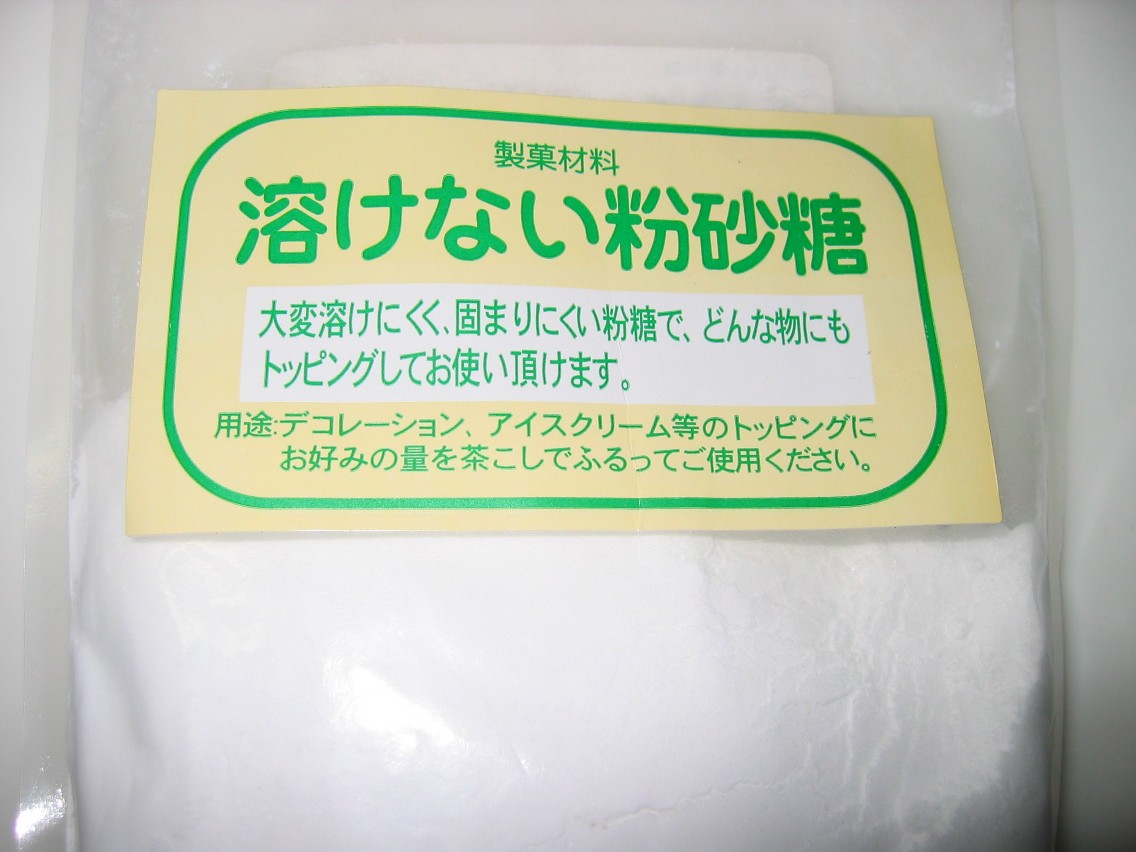 製菓材料
溶けない粉砂糖
大変溶けにくく、固まりにくい粉糖で、どんな物にも
トッピングしてお使い頂けます。
用途:デコレーション、アイスクリーム等のトッピングに
お好みの量を茶こしでふるってご使用ください。